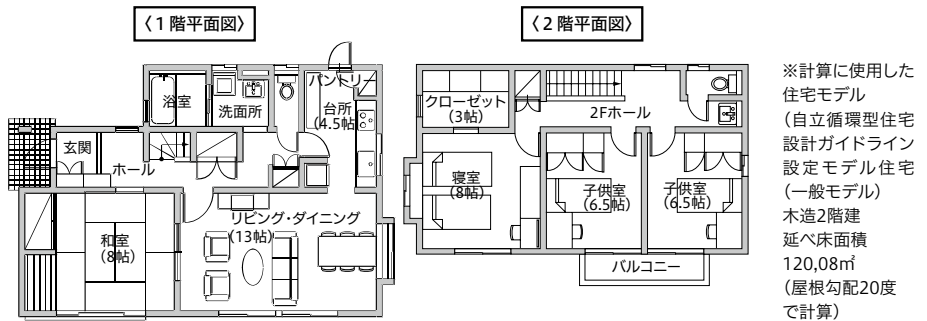 〈1階平面図〉
〈2階平面図〉
浴室
洗面所
パントリー
台所
(4.5帖)
玄関
ホール
リビング・ダイニング
(13帖)
和室
(8帖)
クローゼット
(3帖)
2Fホール
寝室
(8帖)
子供室
(6.5帖)
子供室
(6.5帖)
バルコニー
※計算に使用した
住宅モデル
(自立循環型住宅
設計ガイドライン
設定モデル住宅
(一般モデル)
木造2階建
延べ床面積
120,08㎡
(屋根勾配20度
で計算)